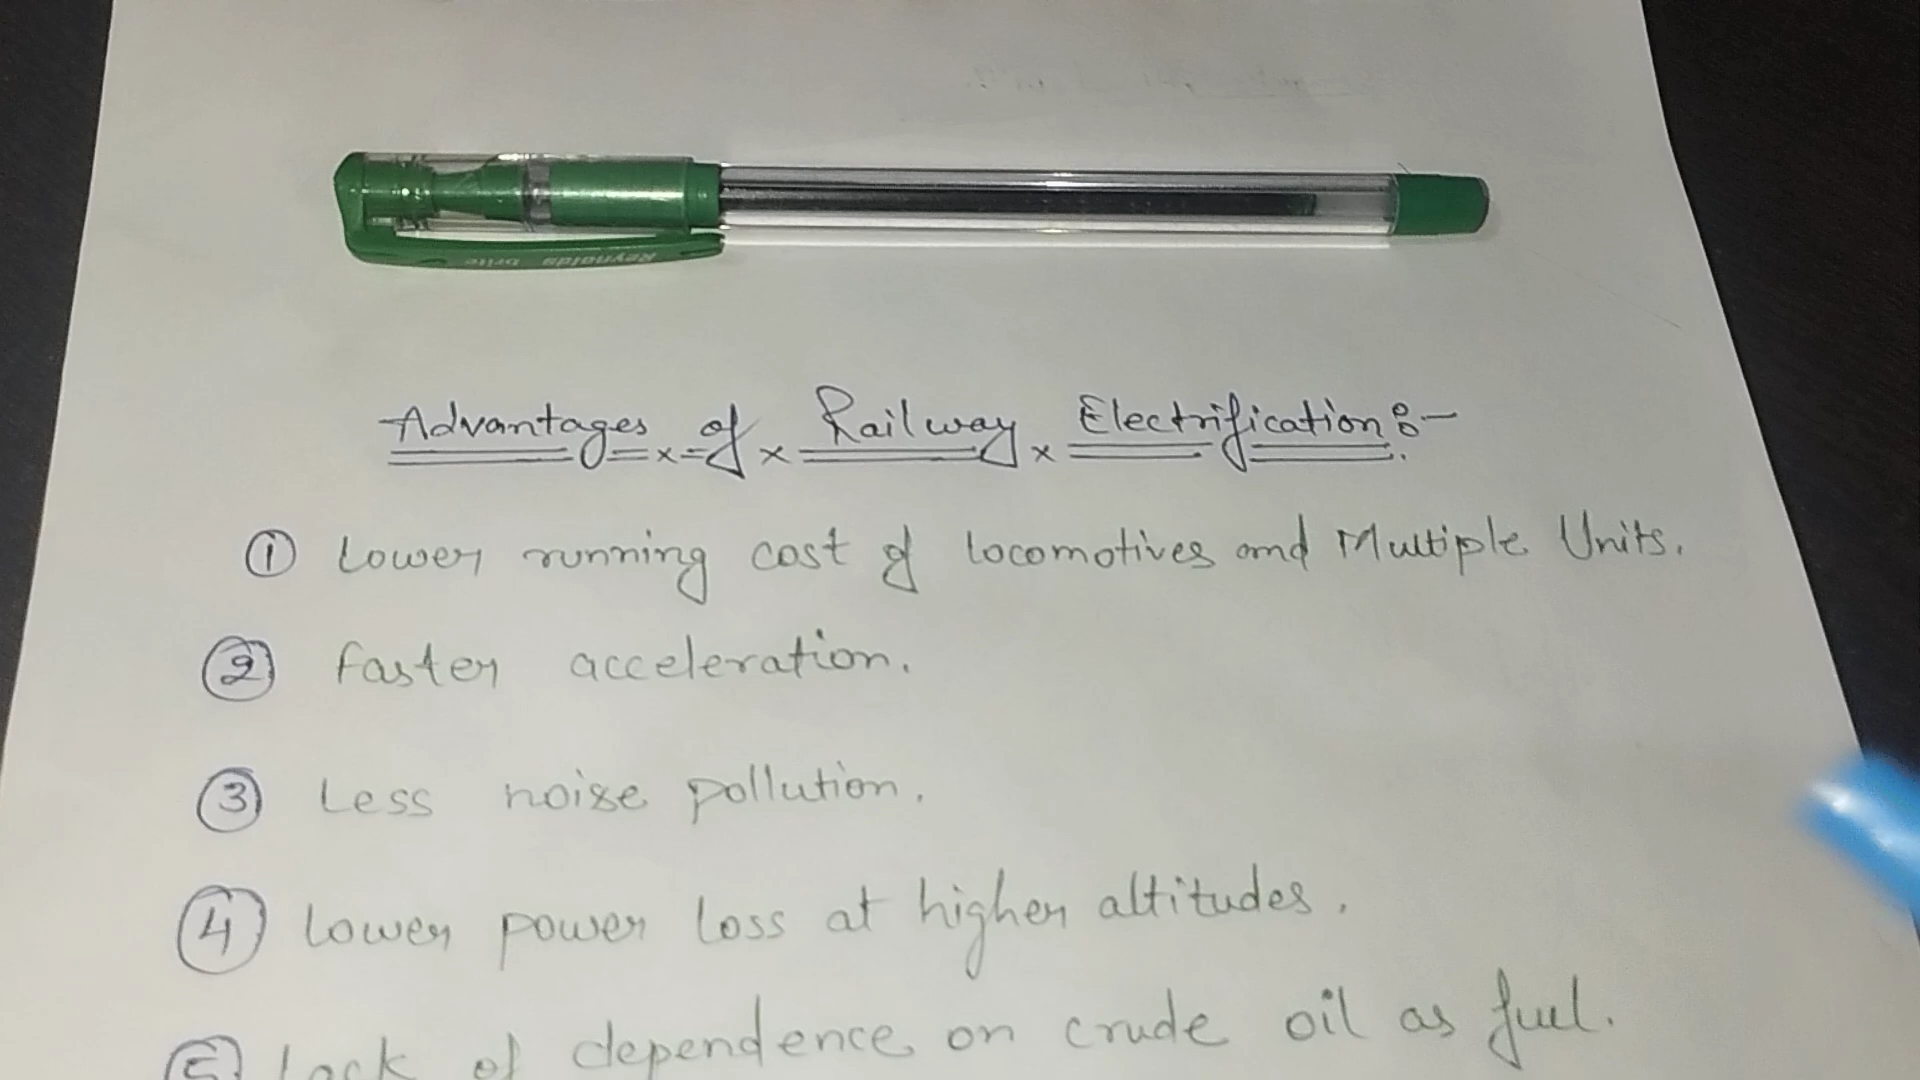 Reynolds brite
Advantages of Railway Electrification:-
① Lower running cost of locomotives and Multiple Units.
② Faster acceleration.
③ Less noise pollution.
④ Lower power loss at higher altitudes.
⑤ Lack of dependence on crude oil as fuel.